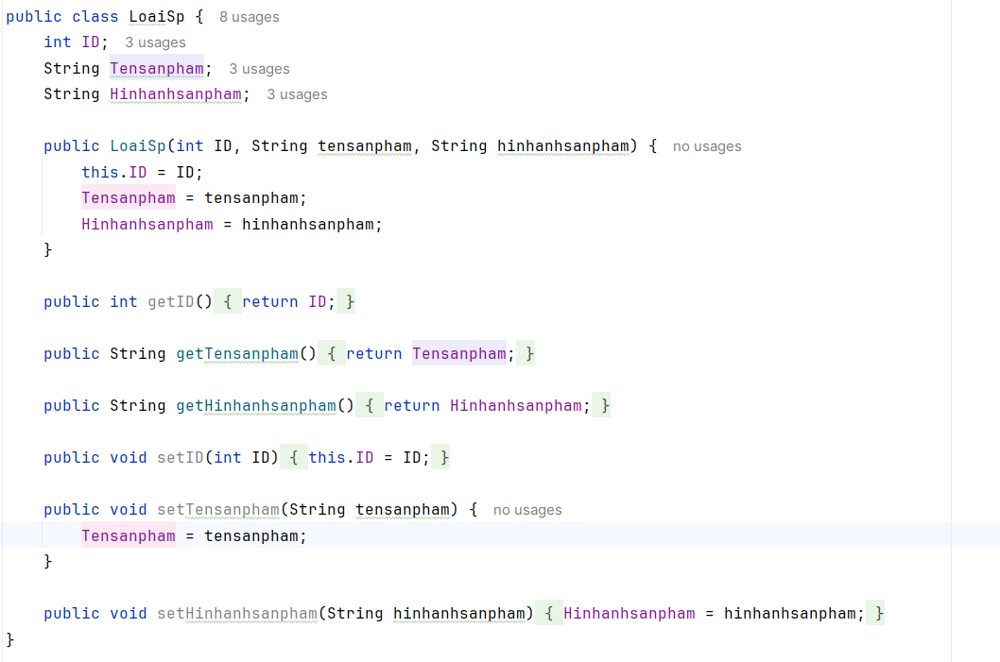 public class LoaiSp { 8 usages
int ID; 3 usages
String Tensanpham; 3 usages
String Hinhanhsanpham; 3 usages
public LoaiSp(int ID, String tensanpham, String hinhanhsanpham) { no usages
this.ID = ID;
Tensanpham = tensanpham;
Hinhanhsanpham = hinhanhsanpham;
}
public int getID() { return ID; }
public String getTensanpham() { return Tensanpham; }
public String getHinhanhsanpham() { return Hinhanhsanpham; }
public void setID(int ID) { this.ID = ID; }
public void setTensanpham(String tensanpham) { no usages
Tensanpham = tensanpham;
}
public void setHinhanhsanpham(String hinhanhsanpham) { Hinhanhsanpham = hinhanhsanpham; }
}